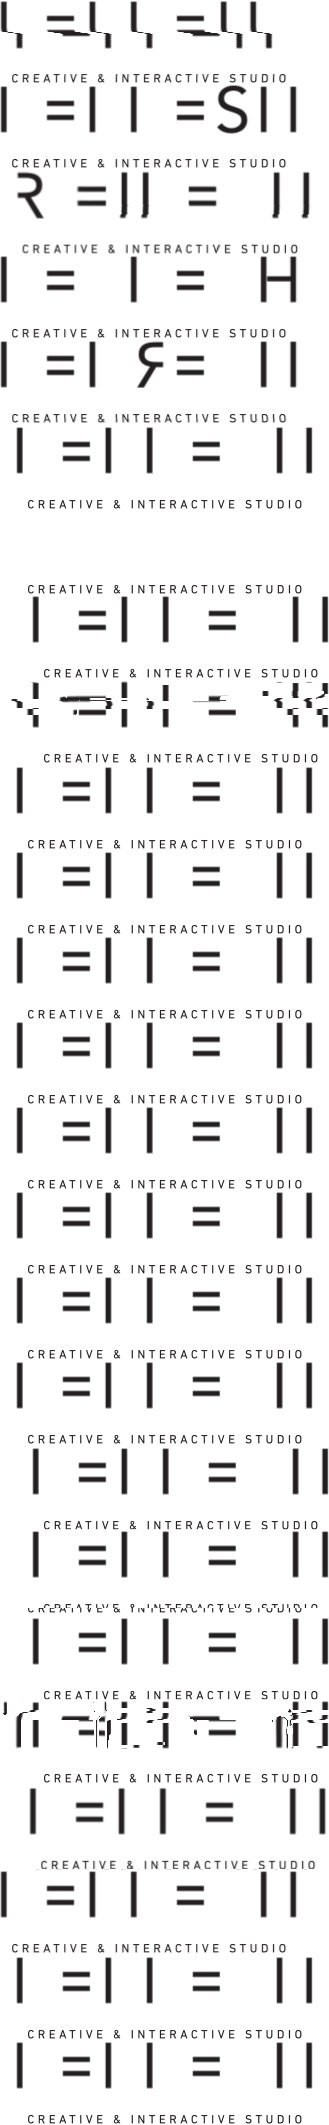 CREATIVE & INTERACTIVE STUDIO
| =| | =S| |
CREATIVE & INTERACTIVE STUDIO
R =| | = | |
CREATIVE & INTERACTIVE STUDIO
| = | = H
CREATIVE & INTERACTIVE STUDIO
| =| Я= | |
CREATIVE & INTERACTIVE STUDIO
| =| | = | |
CREATIVE & INTERACTIVE STUDIO
CREATIVE & INTERACTIVE STUDIO
| =| | = | |
CREATIVE & INTERACTIVE STUDIO
CREATIVE & INTERACTIVE STUDIO
| =| | = | |
CREATIVE & INTERACTIVE STUDIO
| =| | = | |
CREATIVE & INTERACTIVE STUDIO
| =| | = | |
CREATIVE & INTERACTIVE STUDIO
| =| | = | |
CREATIVE & INTERACTIVE STUDIO
| =| | = | |
CREATIVE & INTERACTIVE STUDIO
| =| | = | |
CREATIVE & INTERACTIVE STUDIO
| =| | = | |
CREATIVE & INTERACTIVE STUDIO
| =| | = | |
CREATIVE & INTERACTIVE STUDIO
| =| | = | |
CREATIVE & INTERACTIVE STUDIO
| =| | = | |
CREATIVE & INTERACTIVE STUDIO
| =| | = | |
CREATIVE & INTERACTIVE STUDIO
CREATIVE & INTERACTIVE STUDIO
| =| | = | |
CREATIVE & INTERACTIVE STUDIO
| =| | = | |
CREATIVE & INTERACTIVE STUDIO
| =| | = | |
CREATIVE & INTERACTIVE STUDIO
| =| | = | |
CREATIVE & INTERACTIVE STUDIO